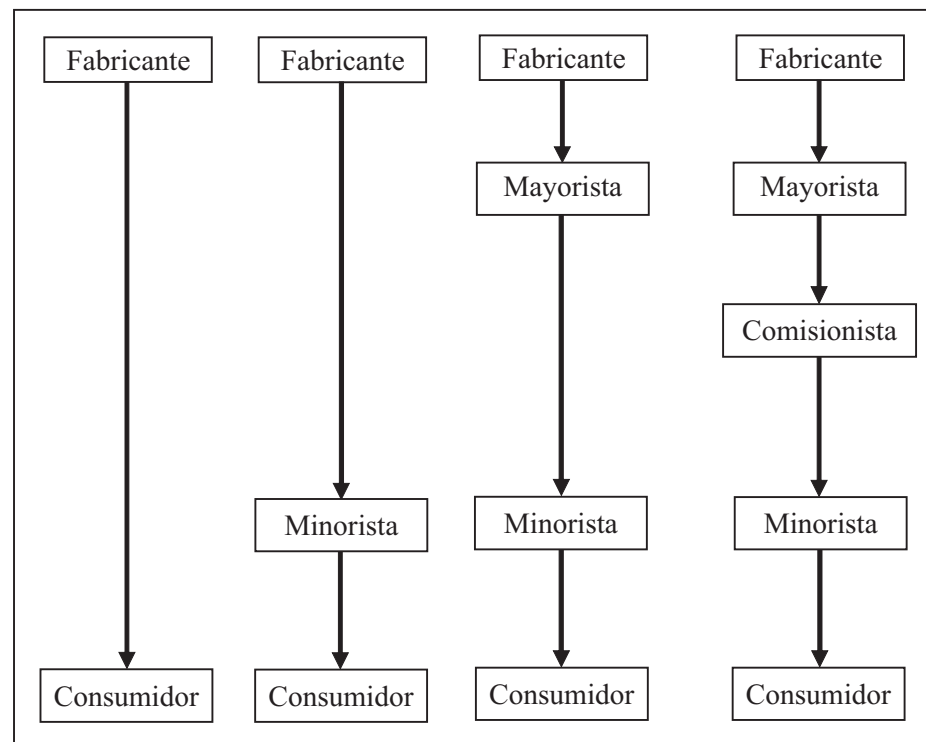 Fabricante
Fabricante
Fabricante
Fabricante
Mayorista
Mayorista
Comisionista
Minorista
Minorista
Minorista
Consumidor
Consumidor
Consumidor
Consumidor